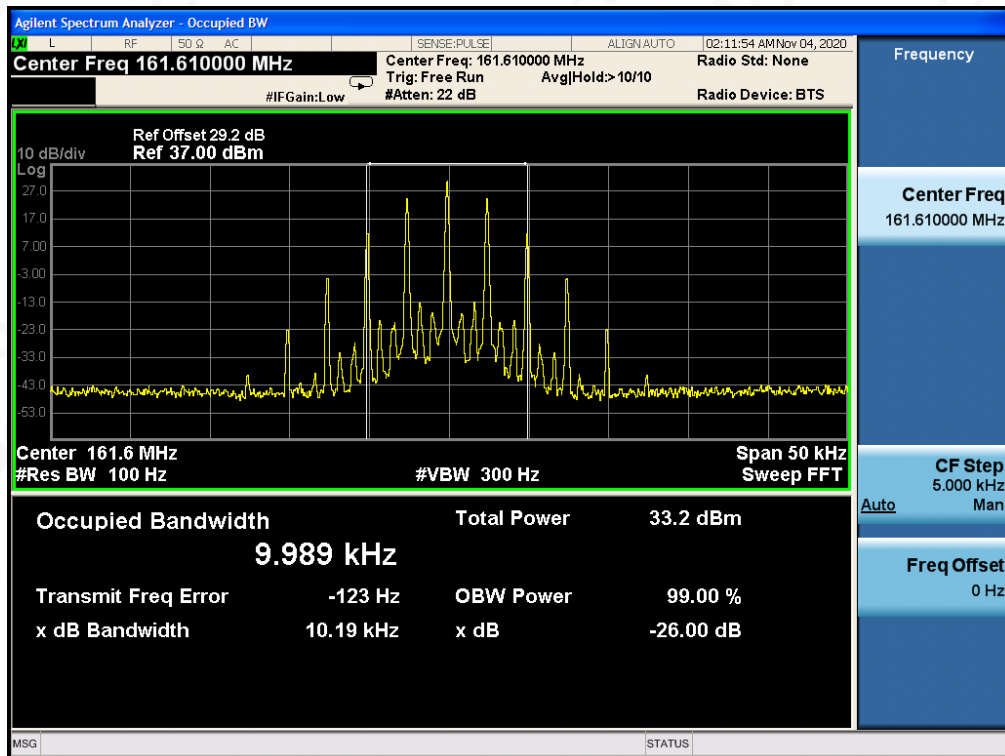 Agilent Spectrum Analyzer - Occupied BW
LXI L RF 50 Ω AC SENSE:PULSE ALIGN AUTO 02:11:54 AM Nov 04, 2020
Center Freq 161.610000 MHz
Center Freq: 161.610000 MHz
Radio Std: None
Trig: Free Run Avg|Hold:>10/10
#IFGain:Low
#Atten: 22 dB
Radio Device: BTS
Ref Offset 29.2 dB
10 dB/div Ref 37.00 dBm
Log
27.0
17.0
7.00
-3.00
-13.0
-23.0
-33.0
-43.0
-53.0
Center 161.6 MHz Span 50 kHz
#Res BW 100 Hz #VBW 300 Hz Sweep FFT
Occupied Bandwidth Total Power 33.2 dBm
9.989 kHz
Transmit Freq Error -123 Hz OBW Power 99.00 %
x dB Bandwidth 10.19 kHz x dB -26.00 dB
MSG STATUS
Frequency
Center Freq
161.610000 MHz
CF Step
5.000 kHz
Auto Man
Freq Offset
0 Hz